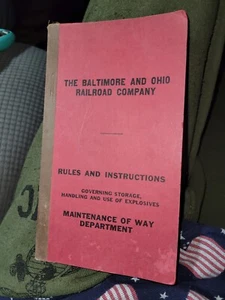 THE BALTIMORE AND OHIO
RAILROAD COMPANY
RULES AND INSTRUCTIONS
GOVERNING STORAGE,
HANDLING AND USE OF EXPLOSIVES
MAINTENANCE OF WAY
DEPARTMENT